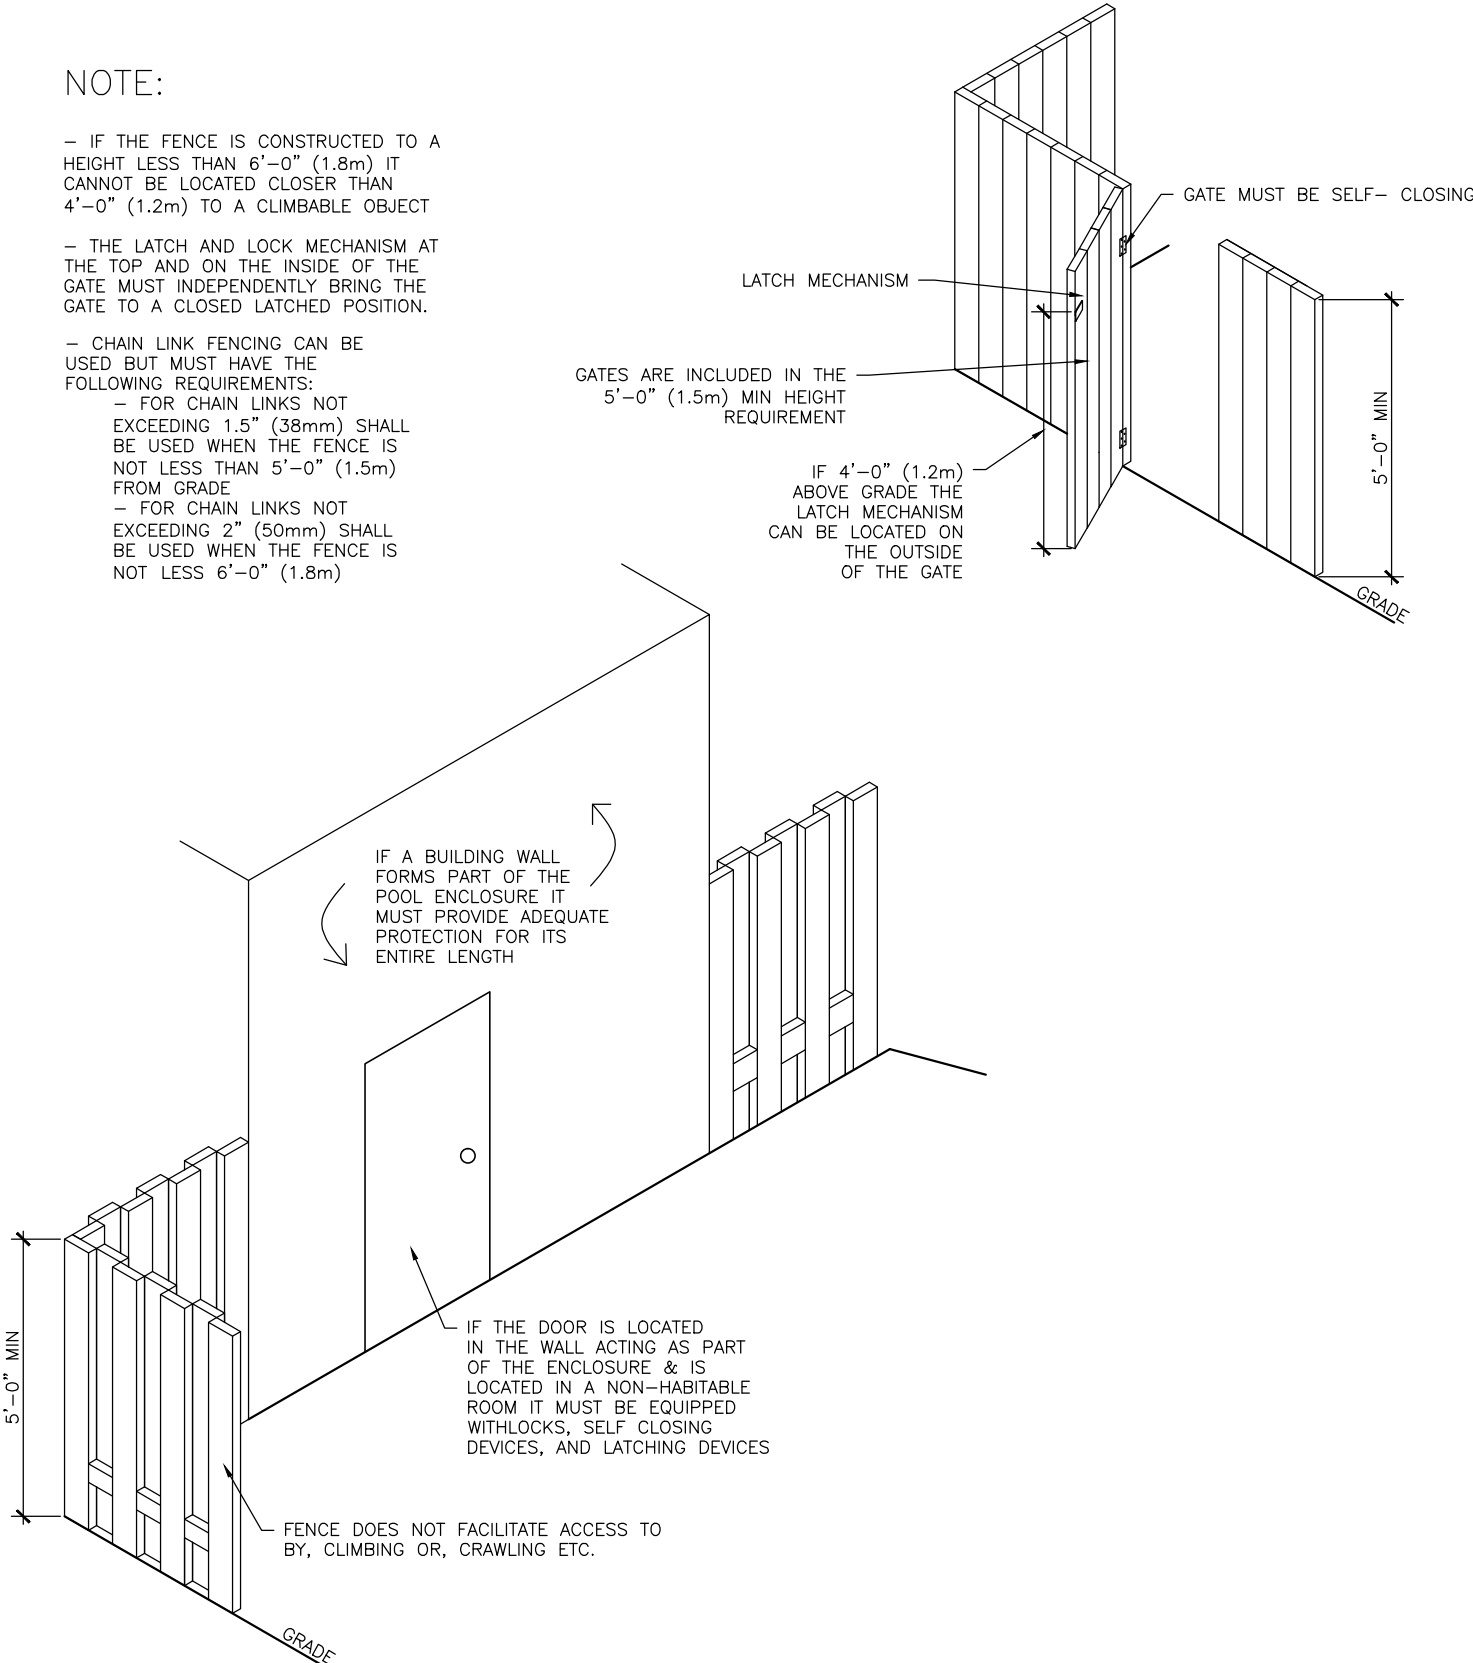 NOTE:
– IF THE FENCE IS CONSTRUCTED TO A
HEIGHT LESS THAN 6'–0" (1.8m) IT
CANNOT BE LOCATED CLOSER THAN
4'–0" (1.2m) TO A CLIMBABLE OBJECT
– THE LATCH AND LOCK MECHANISM AT
THE TOP AND ON THE INSIDE OF THE
GATE MUST INDEPENDENTLY BRING THE
GATE TO A CLOSED LATCHED POSITION.
– CHAIN LINK FENCING CAN BE
USED BUT MUST HAVE THE
FOLLOWING REQUIREMENTS:
– FOR CHAIN LINKS NOT
EXCEEDING 1.5" (38mm) SHALL
BE USED WHEN THE FENCE IS
NOT LESS THAN 5'–0" (1.5m)
FROM GRADE
– FOR CHAIN LINKS NOT
EXCEEDING 2" (50mm) SHALL
BE USED WHEN THE FENCE IS
NOT LESS 6'–0" (1.8m)
GATE MUST BE SELF– CLOSING
LATCH MECHANISM
GATES ARE INCLUDED IN THE
5'–0" (1.5m) MIN HEIGHT
REQUIREMENT
IF 4'–0" (1.2m)
ABOVE GRADE THE
LATCH MECHANISM
CAN BE LOCATED ON
THE OUTSIDE
OF THE GATE
5'–0" MIN
GRADE
IF A BUILDING WALL
FORMS PART OF THE
POOL ENCLOSURE IT
MUST PROVIDE ADEQUATE
PROTECTION FOR ITS
ENTIRE LENGTH
IF THE DOOR IS LOCATED
IN THE WALL ACTING AS PART
OF THE ENCLOSURE & IS
LOCATED IN A NON–HABITABLE
ROOM IT MUST BE EQUIPPED
WITHLOCKS, SELF CLOSING
DEVICES, AND LATCHING DEVICES
5'–0" MIN
FENCE DOES NOT FACILITATE ACCESS TO
BY, CLIMBING OR, CRAWLING ETC.
GRADE